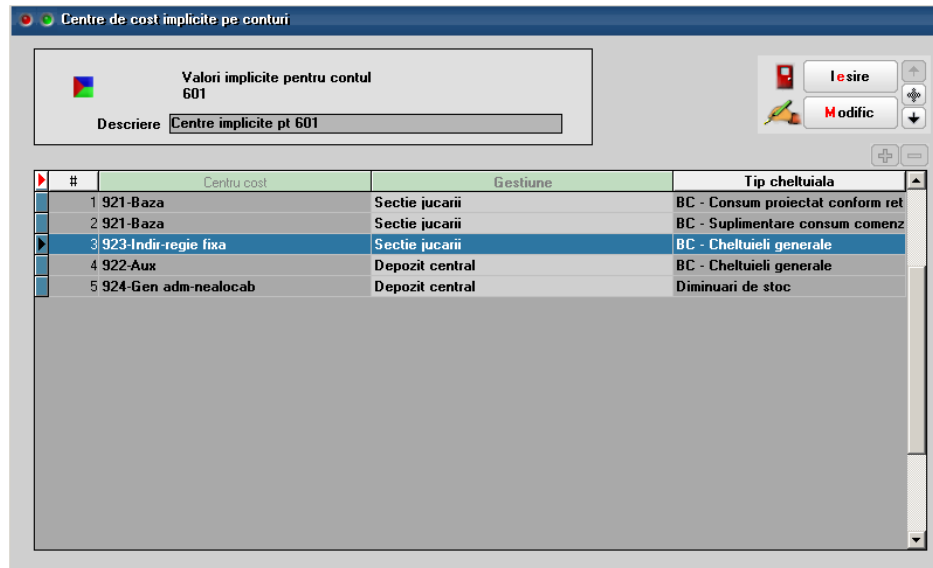 Centre de cost implicite pe conturi
Valori implicite pentru contul
601
Descriere Centre implicite pt 601
Iesire
Modific
# Centru cost Gestiune Tip cheltuiala
1 921-Baza Sectie jucarii BC - Consum proiectat conform ret
2 921-Baza Sectie jucarii BC - Suplimentare consum comenz
3 923-Indir-regie fixa Sectie jucarii BC - Cheltuieli generale
4 922-Aux Depozit central BC - Cheltuieli generale
5 924-Gen adm-nealocab Depozit central Diminuari de stoc